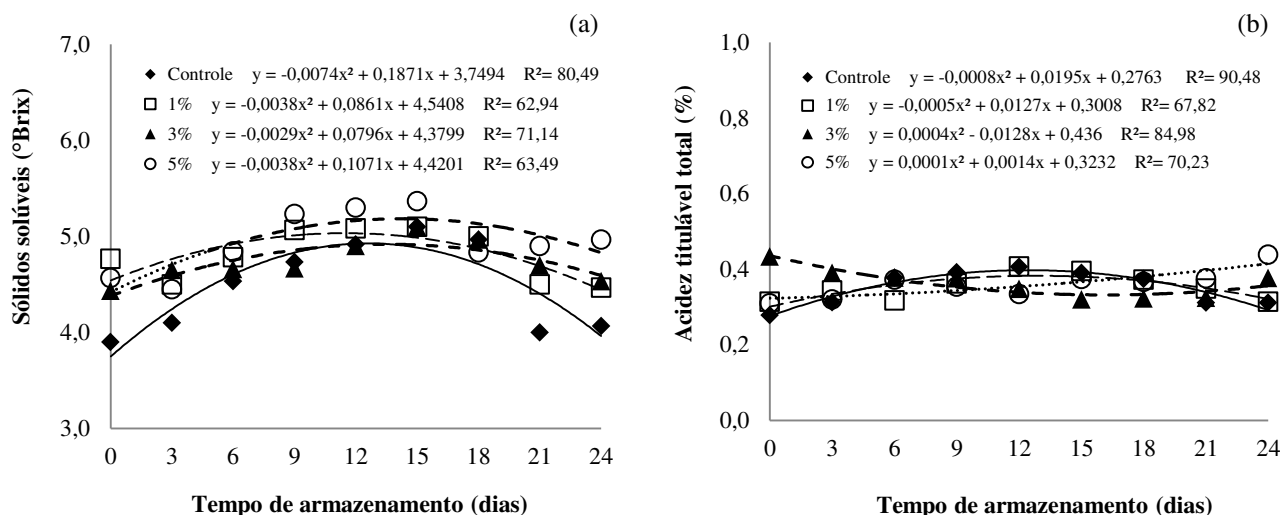 (a)
7,0
6,0
5,0
4,0
3,0
Sólidos solúveis (°Brix)
Controle y = -0,0074x² + 0,1871x + 3,7494 R²= 80,49
1% y = -0,0038x² + 0,0861x + 4,5408 R²= 62,94
3% y = -0,0029x² + 0,0796x + 4,3799 R²= 71,14
5% y = -0,0038x² + 0,1071x + 4,4201 R²= 63,49
0 3 6 9 12 15 18 21 24
Tempo de armazenamento (dias)
(b)
1,0
0,8
0,6
0,4
0,2
0,0
Acidez titulável total (%)
Controle y = -0,0008x² + 0,0195x + 0,2763 R²= 90,48
1% y = -0,0005x² + 0,0127x + 0,3008 R²= 67,82
3% y = 0,0004x² - 0,0128x + 0,436 R²= 84,98
5% y = 0,0001x² + 0,0014x + 0,3232 R²= 70,23
0 3 6 9 12 15 18 21 24
Tempo de armazenamento (dias)